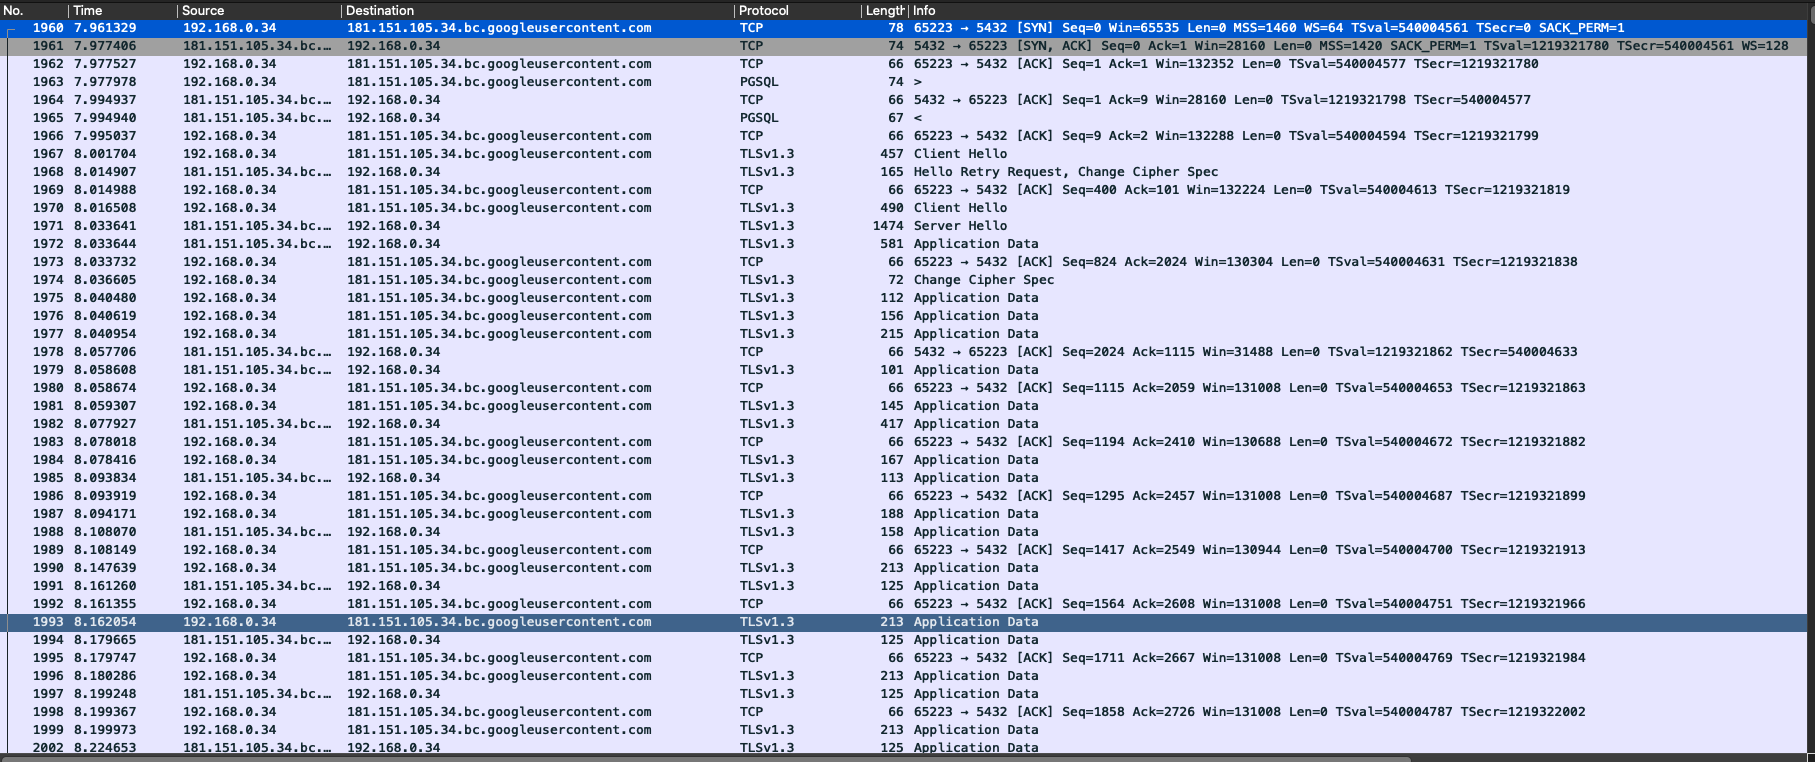 No. Time Source Destination Protocol Length Info
1960 7.961329 192.168.0.34 181.151.105.34.bc.googleusercontent.com TCP 78 65223 → 5432 [SYN] Seq=0 Win=65535 Len=0 MSS=1460 WS=64 TSval=540004561 TSecr=0 SACK_PERM=1
1961 7.977406 181.151.105.34.bc.… 192.168.0.34 TCP 74 5432 → 65223 [SYN, ACK] Seq=0 Ack=1 Win=28160 Len=0 MSS=1420 SACK_PERM=1 TSval=1219321780 TSecr=540004561 WS=128
1962 7.977527 192.168.0.34 181.151.105.34.bc.googleusercontent.com TCP 66 65223 → 5432 [ACK] Seq=1 Ack=1 Win=132352 Len=0 TSval=540004577 TSecr=1219321780
1963 7.977978 192.168.0.34 181.151.105.34.bc.googleusercontent.com PGSQL 74 >
1964 7.994937 181.151.105.34.bc.… 192.168.0.34 TCP 66 5432 → 65223 [ACK] Seq=1 Ack=9 Win=28160 Len=0 TSval=1219321798 TSecr=540004577
1965 7.994940 181.151.105.34.bc.… 192.168.0.34 PGSQL 67 <
1966 7.995037 192.168.0.34 181.151.105.34.bc.googleusercontent.com TCP 66 65223 → 5432 [ACK] Seq=9 Ack=2 Win=132288 Len=0 TSval=540004594 TSecr=1219321799
1967 8.001704 192.168.0.34 181.151.105.34.bc.googleusercontent.com TLSv1.3 457 Client Hello
1968 8.014907 181.151.105.34.bc.… 192.168.0.34 TLSv1.3 165 Hello Retry Request, Change Cipher Spec
1969 8.014988 192.168.0.34 181.151.105.34.bc.googleusercontent.com TCP 66 65223 → 5432 [ACK] Seq=400 Ack=101 Win=132224 Len=0 TSval=540004613 TSecr=1219321819
1970 8.016508 192.168.0.34 181.151.105.34.bc.googleusercontent.com TLSv1.3 490 Client Hello
1971 8.033641 181.151.105.34.bc.… 192.168.0.34 TLSv1.3 1474 Server Hello
1972 8.033644 181.151.105.34.bc.… 192.168.0.34 TLSv1.3 581 Application Data
1973 8.033732 192.168.0.34 181.151.105.34.bc.googleusercontent.com TCP 66 65223 → 5432 [ACK] Seq=824 Ack=2024 Win=130304 Len=0 TSval=540004631 TSecr=1219321838
1974 8.036605 192.168.0.34 181.151.105.34.bc.googleusercontent.com TLSv1.3 72 Change Cipher Spec
1975 8.040480 192.168.0.34 181.151.105.34.bc.googleusercontent.com TLSv1.3 112 Application Data
1976 8.040619 192.168.0.34 181.151.105.34.bc.googleusercontent.com TLSv1.3 156 Application Data
1977 8.040954 192.168.0.34 181.151.105.34.bc.googleusercontent.com TLSv1.3 215 Application Data
1978 8.057706 181.151.105.34.bc.… 192.168.0.34 TCP 66 5432 → 65223 [ACK] Seq=2024 Ack=1115 Win=31488 Len=0 TSval=1219321862 TSecr=540004633
1979 8.058608 181.151.105.34.bc.… 192.168.0.34 TLSv1.3 101 Application Data
1980 8.058674 192.168.0.34 181.151.105.34.bc.googleusercontent.com TCP 66 65223 → 5432 [ACK] Seq=1115 Ack=2059 Win=131008 Len=0 TSval=540004653 TSecr=1219321863
1981 8.059307 192.168.0.34 181.151.105.34.bc.googleusercontent.com TLSv1.3 145 Application Data
1982 8.077927 181.151.105.34.bc.… 192.168.0.34 TLSv1.3 417 Application Data
1983 8.078018 192.168.0.34 181.151.105.34.bc.googleusercontent.com TCP 66 65223 → 5432 [ACK] Seq=1194 Ack=2410 Win=130688 Len=0 TSval=540004672 TSecr=1219321882
1984 8.078416 192.168.0.34 181.151.105.34.bc.googleusercontent.com TLSv1.3 167 Application Data
1985 8.093834 181.151.105.34.bc.… 192.168.0.34 TLSv1.3 113 Application Data
1986 8.093919 192.168.0.34 181.151.105.34.bc.googleusercontent.com TCP 66 65223 → 5432 [ACK] Seq=1295 Ack=2457 Win=131008 Len=0 TSval=540004687 TSecr=1219321899
1987 8.094171 192.168.0.34 181.151.105.34.bc.googleusercontent.com TLSv1.3 188 Application Data
1988 8.108070 181.151.105.34.bc.… 192.168.0.34 TLSv1.3 158 Application Data
1989 8.108149 192.168.0.34 181.151.105.34.bc.googleusercontent.com TCP 66 65223 → 5432 [ACK] Seq=1417 Ack=2549 Win=130944 Len=0 TSval=540004700 TSecr=1219321913
1990 8.147639 192.168.0.34 181.151.105.34.bc.googleusercontent.com TLSv1.3 213 Application Data
1991 8.161260 181.151.105.34.bc.… 192.168.0.34 TLSv1.3 125 Application Data
1992 8.161355 192.168.0.34 181.151.105.34.bc.googleusercontent.com TCP 66 65223 → 5432 [ACK] Seq=1564 Ack=2608 Win=131008 Len=0 TSval=540004751 TSecr=1219321966
1993 8.162054 192.168.0.34 181.151.105.34.bc.googleusercontent.com TLSv1.3 213 Application Data
1994 8.179665 181.151.105.34.bc.… 192.168.0.34 TLSv1.3 125 Application Data
1995 8.179747 192.168.0.34 181.151.105.34.bc.googleusercontent.com TCP 66 65223 → 5432 [ACK] Seq=1711 Ack=2667 Win=131008 Len=0 TSval=540004769 TSecr=1219321984
1996 8.180286 192.168.0.34 181.151.105.34.bc.googleusercontent.com TLSv1.3 213 Application Data
1997 8.199248 181.151.105.34.bc.… 192.168.0.34 TLSv1.3 125 Application Data
1998 8.199367 192.168.0.34 181.151.105.34.bc.googleusercontent.com TCP 66 65223 → 5432 [ACK] Seq=1858 Ack=2726 Win=131008 Len=0 TSval=540004787 TSecr=1219322002
1999 8.199973 192.168.0.34 181.151.105.34.bc.googleusercontent.com TLSv1.3 213 Application Data
2002 8.224653 181.151.105.34.bc.… 192.168.0.34 TLSv1.3 125 Application Data